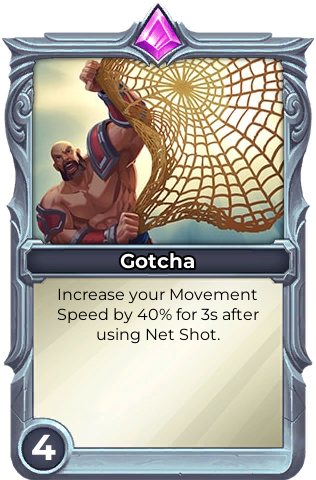 Gotcha
Increase your Movement
Speed by 40% for 3s after
using Net Shot.
4